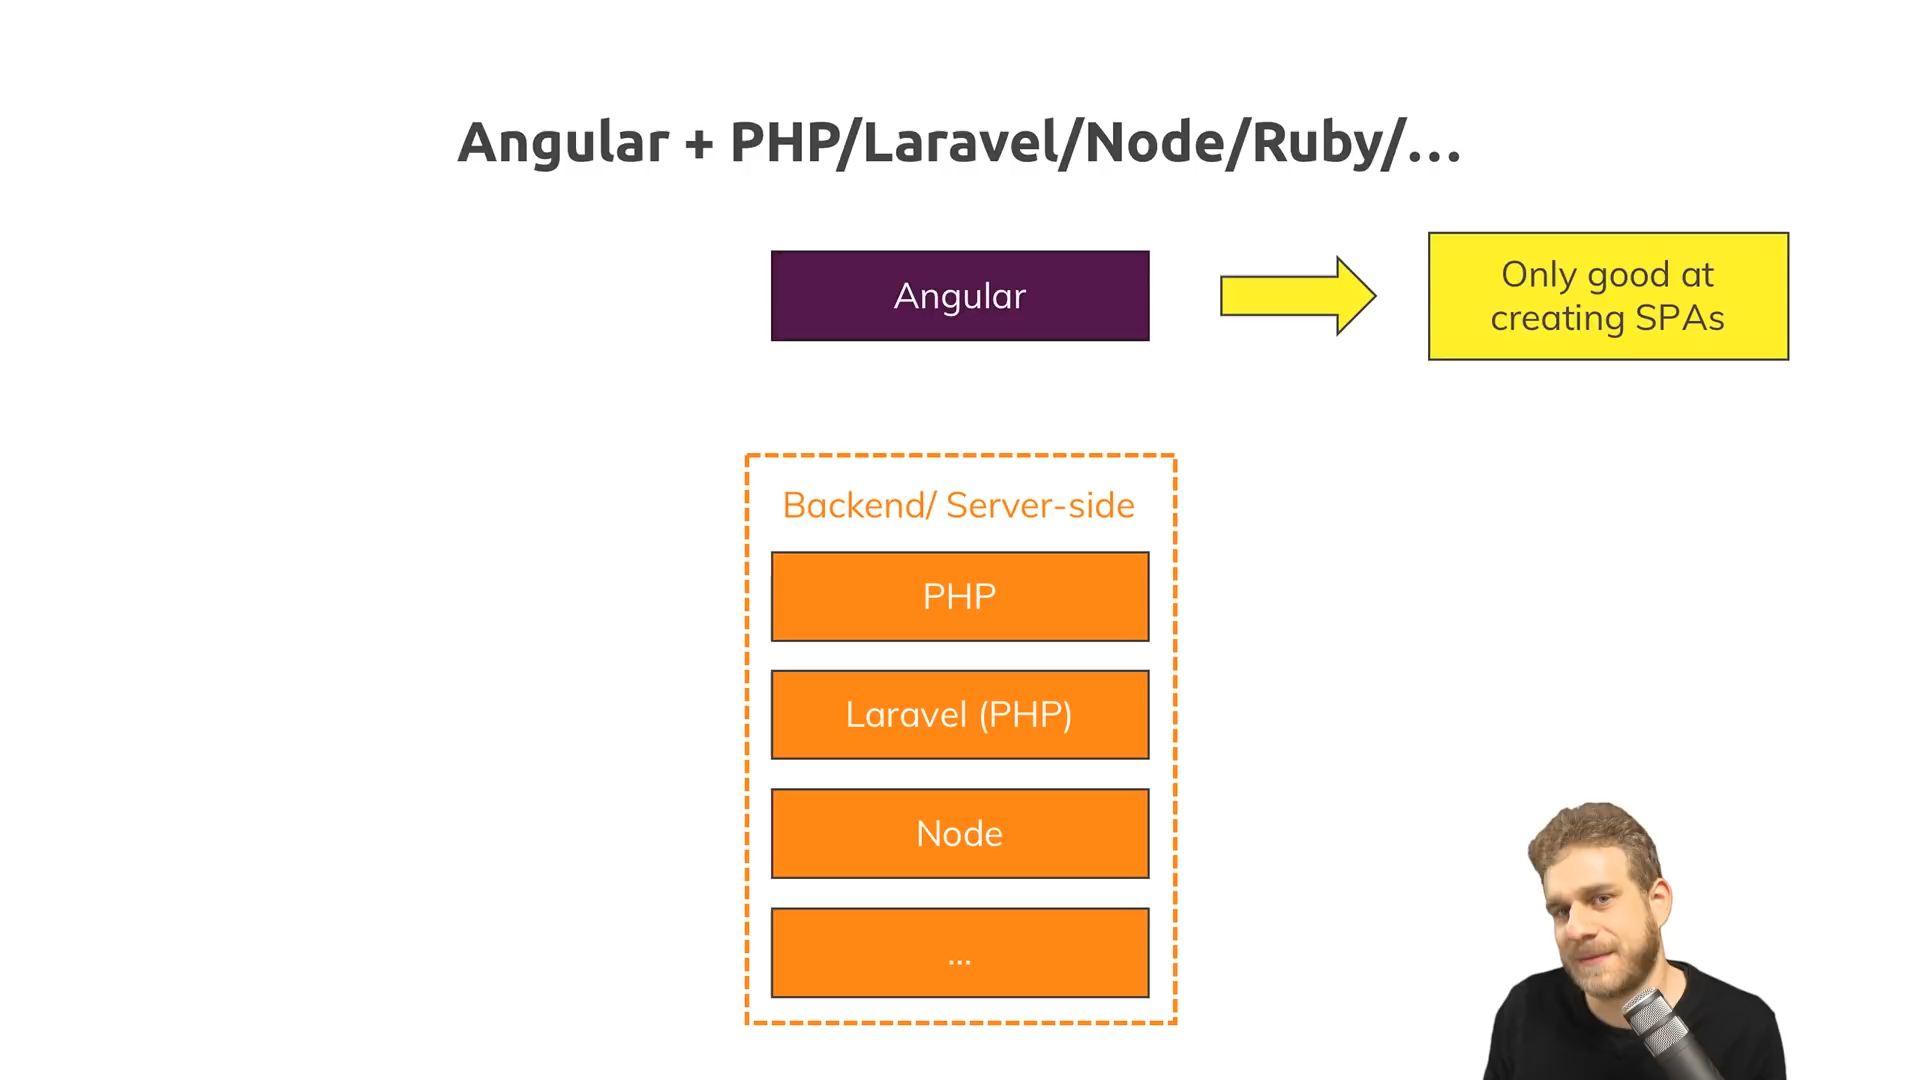 Angular + PHP/Laravel/Node/Ruby/…
Angular
Only good at
creating SPAs
Backend/ Server-side
PHP
Laravel (PHP)
Node
…